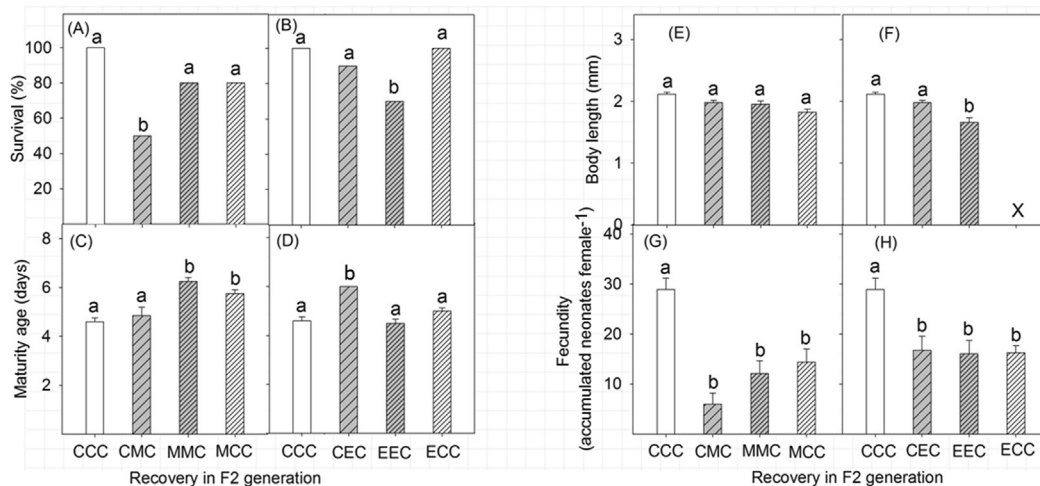 (A)
a
b
a
a
100
80
60
40
20
Survival (%)
(B)
a
a
b
a
(C)
a
a
b
b
8
6
4
2
Maturity age (days)
(D)
a
b
a
a
CCC CMC MMC MCC
CCC CEC EEC ECC
Recovery in F2 generation
(E)
a
a
a
a
3
2
1
0
Body length (mm)
(F)
a
a
b
X
(G)
a
b
b
b
40
30
20
10
Fecundity
(accumulated neonates female-1)
(H)
a
b
b
b
CCC CMC MMC MCC
CCC CEC EEC ECC
Recovery in F2 generation